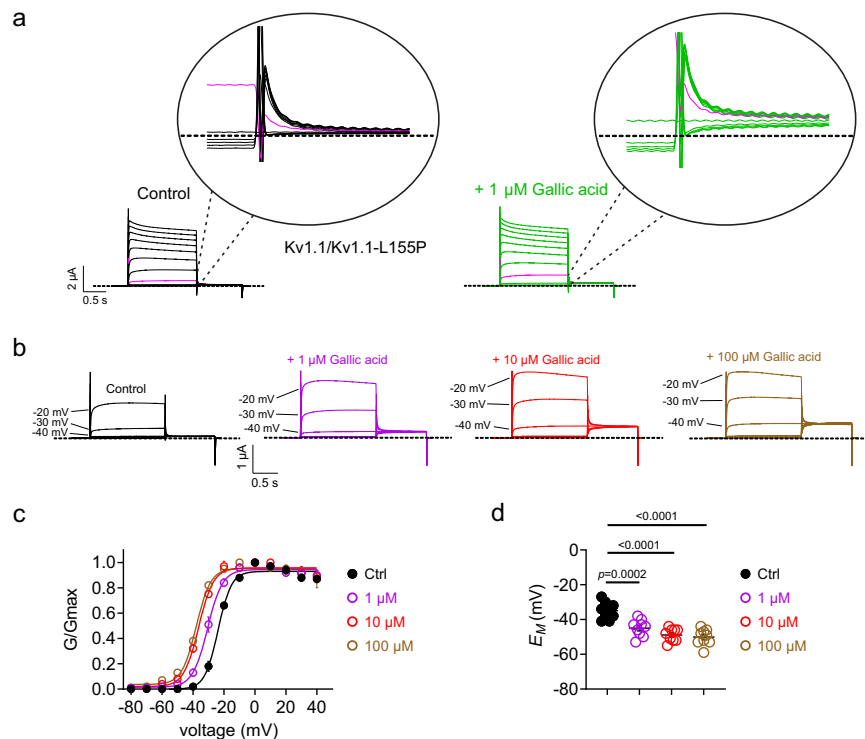 a
Control
+ 1 µM Gallic acid
Kv1.1/Kv1.1-L155P
2 µA
0.5 s
2 µA
0.5 s
b
Control
-20 mV
-30 mV
-40 mV
+ 1 µM Gallic acid
-20 mV
-30 mV
-40 mV
+ 10 µM Gallic acid
-20 mV
-30 mV
-40 mV
+ 100 µM Gallic acid
-20 mV
-30 mV
-40 mV
1 µA
0.5 s
c
G/Gmax
1.0
0.8
0.6
0.4
0.2
0.0
-80 -60 -40 -20 0 20 40
voltage (mV)
Ctrl
1 µM
10 µM
100 µM
d
<0.0001
<0.0001
p=0.0002
EM (mV)
0
-20
-40
-60
-80
Ctrl
1 µM
10 µM
100 µM